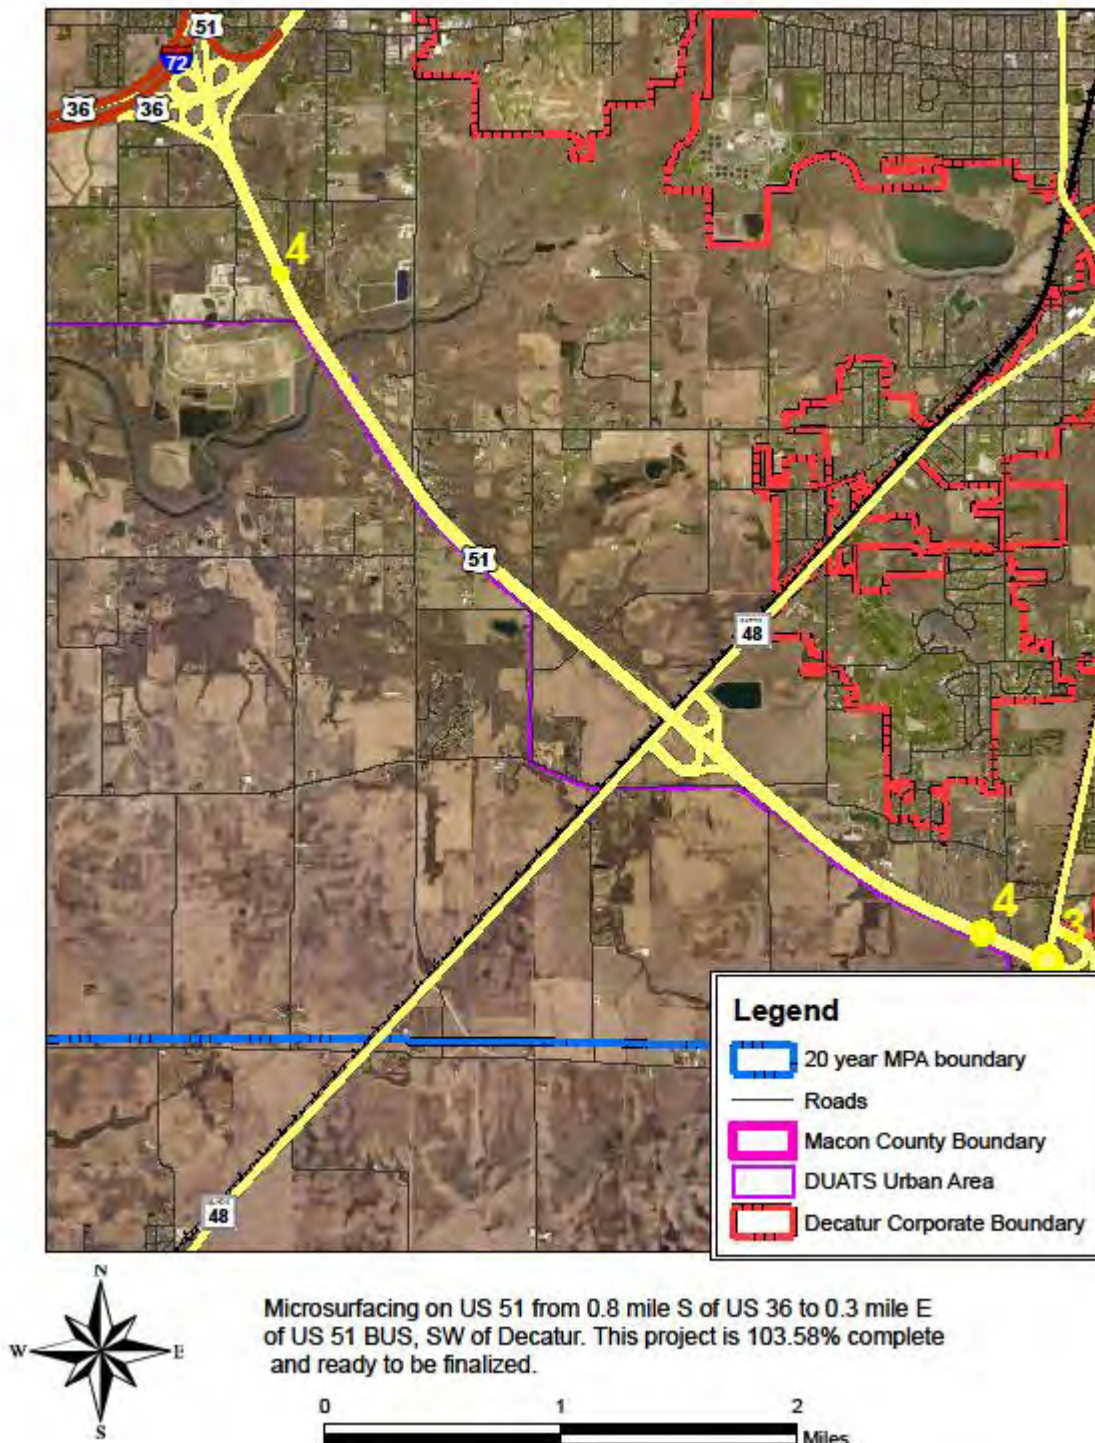 51
72
36
36
4
51
48
4
3
48
Legend
20 year MPA boundary
Roads
Macon County Boundary
DUATS Urban Area
Decatur Corporate Boundary
N
W E
S
Microsurfacing on US 51 from 0.8 mile S of US 36 to 0.3 mile E
of US 51 BUS, SW of Decatur. This project is 103.58% complete
and ready to be finalized.
0 1 2
Miles